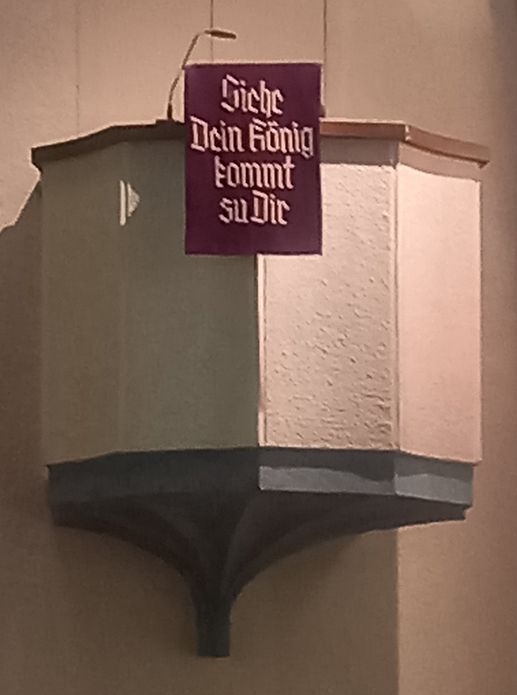 Siehe
Dein König
kommt
zu Dir